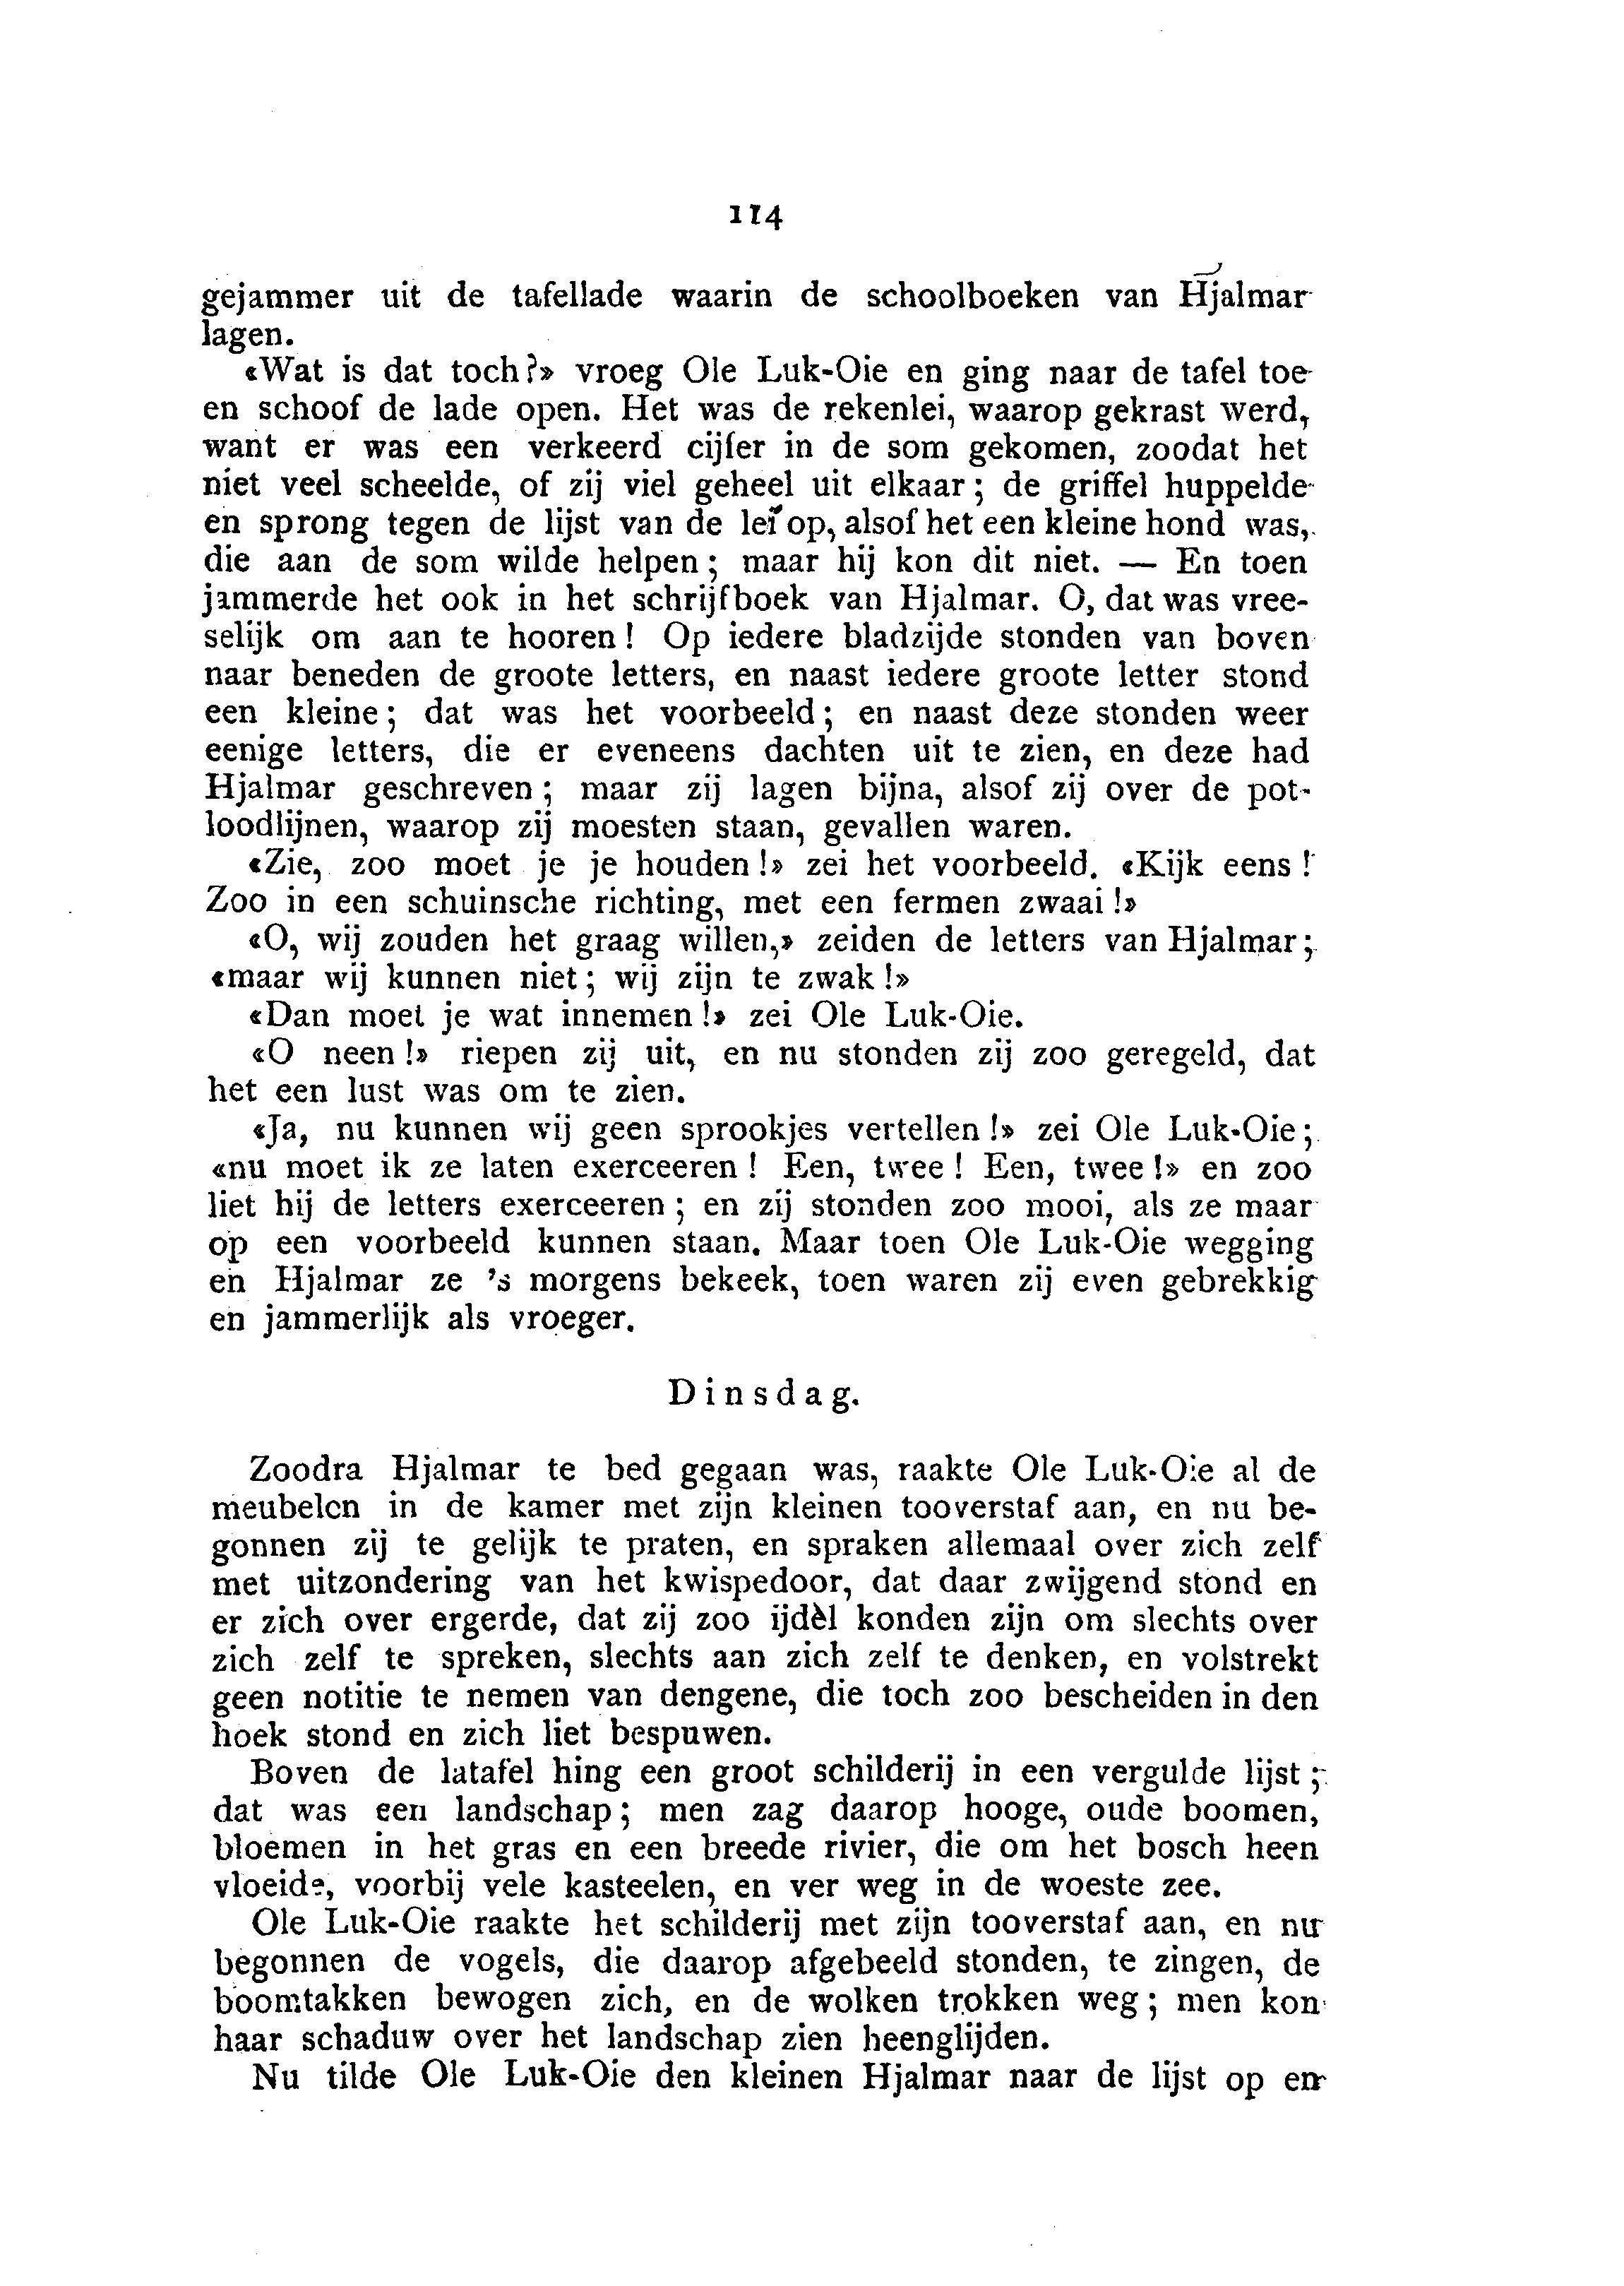 114
gejammer uit de tafellade waarin de schoolboeken van Hjalmar
lagen.
«Wat is dat toch?» vroeg Ole Luk-Oie en ging naar de tafel toe
en schoof de lade open. Het was de rekenlei, waarop gekrast werd,
want er was een verkeerd cijfer in de som gekomen, zoodat het
niet veel scheelde, of zij viel geheel uit elkaar; de griffel huppelde
en sprong tegen de lijst van de lei op, alsof het een kleine hond was,
die aan de som wilde helpen; maar hij kon dit niet. — En toen
jammerde het ook in het schrijfboek van Hjalmar. O, dat was vree-
selijk om aan te hooren! Op iedere bladzijde stonden van boven
naar beneden de groote letters, en naast iedere groote letter stond
een kleine; dat was het voorbeeld; en naast deze stonden weer
eenige letters, die er eveneens dachten uit te zien, en deze had
Hjalmar geschreven; maar zij lagen bijna, alsof zij over de pot-
loodlijnen, waarop zij moesten staan, gevallen waren.
«Zie, zoo moet je je houden!» zei het voorbeeld. «Kijk eens!
Zoo in een schuinsche richting, met een fermen zwaai!»
«O, wij zouden het graag willen,» zeiden de letters van Hjalmar;
«maar wij kunnen niet; wij zijn te zwak!»
«Dan moet je wat innemen!» zei Ole Luk-Oie.
«O neen!» riepen zij uit, en nu stonden zij zoo geregeld, dat
het een lust was om te zien.
«Ja, nu kunnen wij geen sprookjes vertellen!» zei Ole Luk-Oie;
«nu moet ik ze laten exerceeren! Een, twee! Een, twee!» en zoo
liet hij de letters exerceeren; en zij stonden zoo mooi, als ze maar
op een voorbeeld kunnen staan. Maar toen Ole Luk-Oie wegging
en Hjalmar ze 's morgens bekeek, toen waren zij even gebrekkig
en jammerlijk als vroeger.
Dinsdag.
Zoodra Hjalmar te bed gegaan was, raakte Ole Luk-Oie al de
meubelen in de kamer met zijn kleinen tooverstaf aan, en nu be-
gonnen zij te gelijk te praten, en spraken allemaal over zich zelf
met uitzondering van het kwispedoor, dat daar zwijgend stond en
er zich over ergerde, dat zij zoo ijdèl konden zijn om slechts over
zich zelf te spreken, slechts aan zich zelf te denken, en volstrekt
geen notitie te nemen van dengene, die toch zoo bescheiden in den
hoek stond en zich liet bespuwen.
Boven de latafel hing een groot schilderij in een vergulde lijst;
dat was een landschap; men zag daarop hooge, oude boomen,
bloemen in het gras en een breede rivier, die om het bosch heen
vloeide, voorbij vele kasteelen, en ver weg in de woeste zee.
Ole Luk-Oie raakte het schilderij met zijn tooverstaf aan, en nu
begonnen de vogels, die daarop afgebeeld stonden, te zingen, de
boomtakken bewogen zich, en de wolken trokken weg; men kon
haar schaduw over het landschap zien heenglijden.
Nu tilde Ole Luk-Oie den kleinen Hjalmar naar de lijst op en